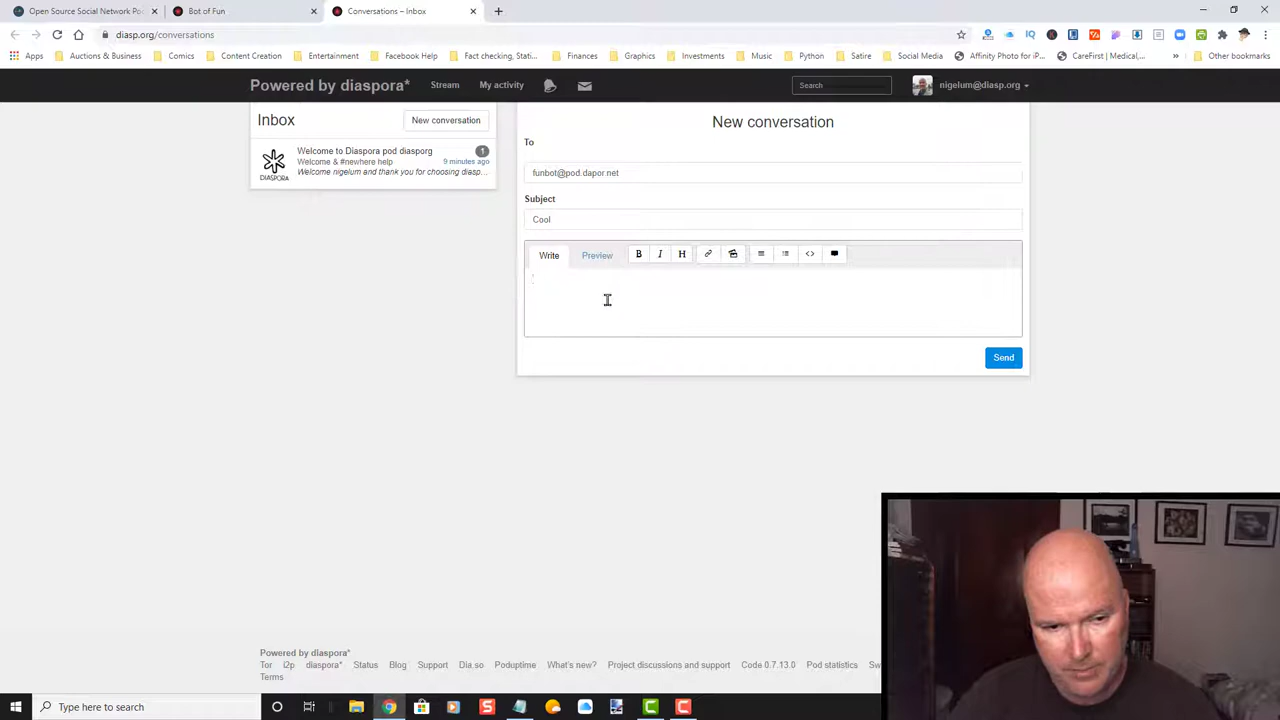 Open Source Social Network Po
Bot of Fun
Conversations – Inbox
diasp.org/conversations
Apps
Auctions & Business
Comics
Content Creation
Entertainment
Facebook Help
Fact checking, Stati...
Finances
Graphics
Investments
Music
Python
Satire
Social Media
Affinity Photo for iP...
CareFirst | Medical,...
»
Other bookmarks
Powered by diaspora*
Stream
My activity
Search
nigelum@diasp.org
Inbox
New conversation
Welcome to Diaspora pod diasporg
1
Welcome & #newhere help
9 minutes ago
Welcome nigelum and thank you for choosing diasp...
DIASPORA
New conversation
To
funbot@pod.dapor.net
Subject
Cool
Write
Preview
B
I
H
<>
Send
Powered by diaspora*
Tor
i2p
diaspora*
Status
Blog
Support
Dia.so
Poduptime
What's new?
Project discussions and support
Code 0.7.13.0
Pod statistics
Terms
Type here to search